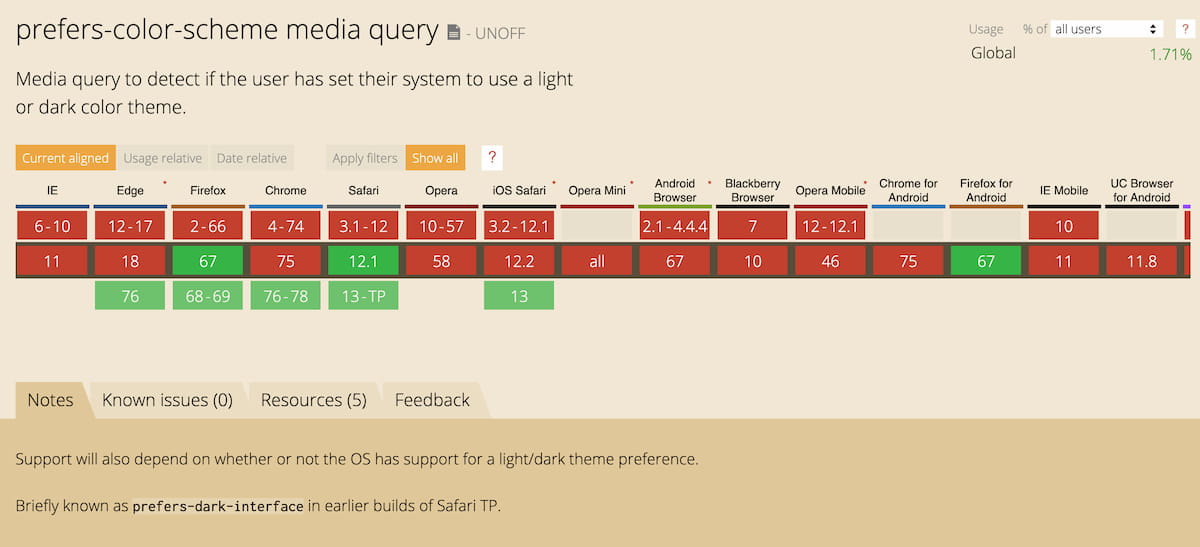 prefers-color-scheme media query - UNOFF
Usage % of all users ?
Global 1.71%
Media query to detect if the user has set their system to use a light
or dark color theme.
Current aligned Usage relative Date relative Apply filters Show all ?
IE Edge * Firefox Chrome Safari Opera iOS Safari * Opera Mini * Android Browser * Blackberry Browser Opera Mobile * Chrome for Android Firefox for Android IE Mobile UC Browser for Android
6-10 12-17 2-66 4-74 3.1-12 10-57 3.2-12.1 2.1-4.4.4 7 12-12.1 10
11 18 67 75 12.1 58 12.2 all 67 10 46 75 67 11 11.8
76 68-69 76-78 13-TP 13
Notes Known issues (0) Resources (5) Feedback
Support will also depend on whether or not the OS has support for a light/dark theme preference.
Briefly known as prefers-dark-interface in earlier builds of Safari TP.